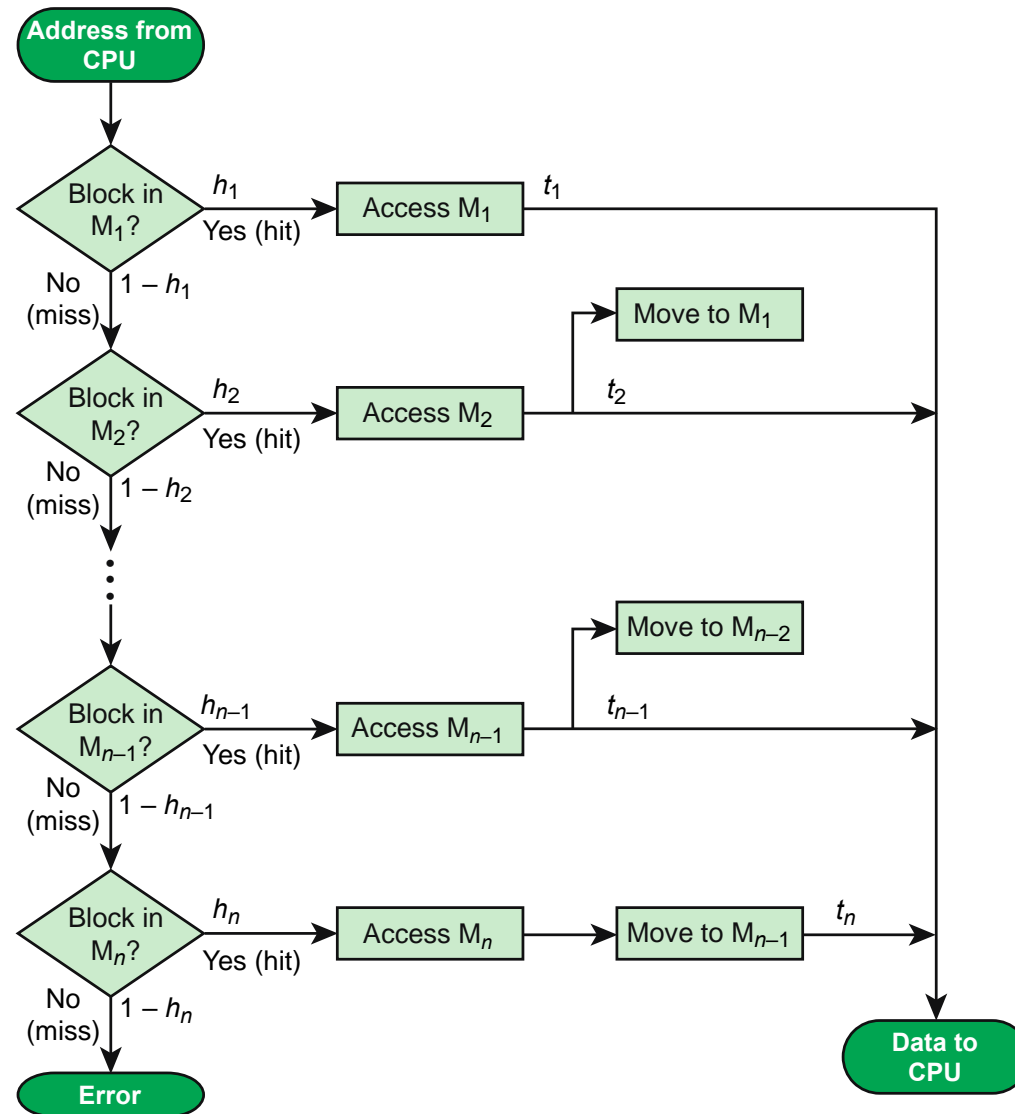 Address from
CPU
Block in
M₁?
h₁
Yes (hit)
Access M₁
t₁
No
(miss)
1 – h₁
Move to M₁
Block in
M₂?
h₂
Yes (hit)
Access M₂
t₂
No
(miss)
1 – h₂
Move to Mₙ₋₂
Block in
Mₙ₋₁?
hₙ₋₁
Yes (hit)
Access Mₙ₋₁
tₙ₋₁
No
(miss)
1 – hₙ₋₁
Block in
Mₙ?
hₙ
Yes (hit)
Access Mₙ
Move to Mₙ₋₁
tₙ
No
(miss)
1 – hₙ
Data to
CPU
Error